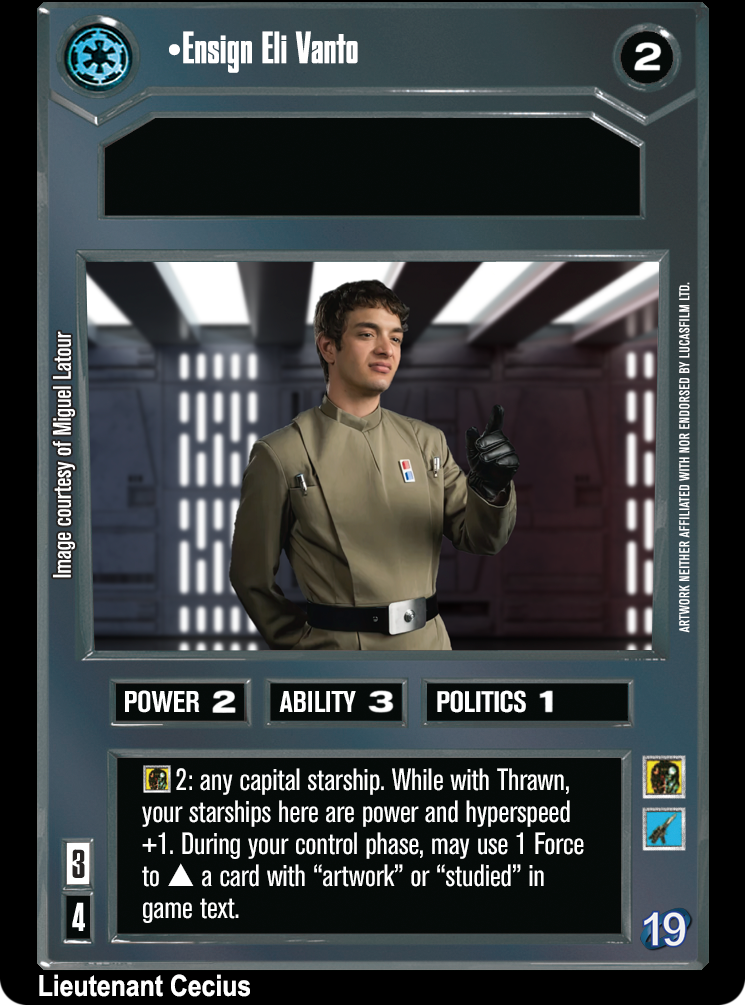 •Ensign Eli Vanto
2
Image courtesy of Miguel Latour
ARTWORK NEITHER AFFILIATED WITH NOR ENDORSED BY LUCASFILM LTD.
POWER 2
ABILITY 3
POLITICS 1
2: any capital starship. While with Thrawn,
your starships here are power and hyperspeed
+1. During your control phase, may use 1 Force
to ▲ a card with “artwork” or “studied” in
game text.
3
4
19
Lieutenant Cecius